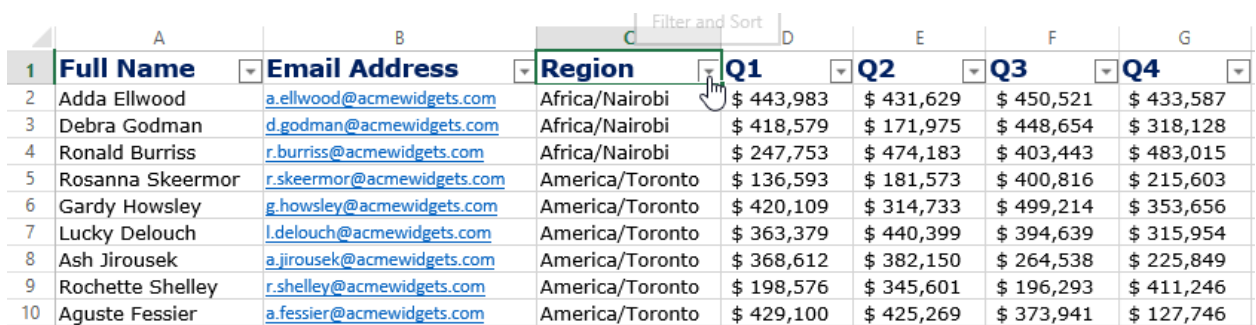 Filter and Sort
A B C D E F G
1 Full Name Email Address Region Q1 Q2 Q3 Q4
2 Adda Ellwood a.ellwood@acmewidgets.com Africa/Nairobi $ 443,983 $ 431,629 $ 450,521 $ 433,587
3 Debra Godman d.godman@acmewidgets.com Africa/Nairobi $ 418,579 $ 171,975 $ 448,654 $ 318,128
4 Ronald Burriss r.burriss@acmewidgets.com Africa/Nairobi $ 247,753 $ 474,183 $ 403,443 $ 483,015
5 Rosanna Skeermor r.skeermor@acmewidgets.com America/Toronto $ 136,593 $ 181,573 $ 400,816 $ 215,603
6 Gardy Howsley g.howsley@acmewidgets.com America/Toronto $ 420,109 $ 314,733 $ 499,214 $ 353,656
7 Lucky Delouch l.delouch@acmewidgets.com America/Toronto $ 363,379 $ 440,399 $ 394,639 $ 315,954
8 Ash Jirousek a.jirousek@acmewidgets.com America/Toronto $ 368,612 $ 382,150 $ 264,538 $ 225,849
9 Rochette Shelley r.shelley@acmewidgets.com America/Toronto $ 198,576 $ 345,601 $ 196,293 $ 411,246
10 Aguste Fessier a.fessier@acmewidgets.com America/Toronto $ 429,100 $ 425,269 $ 373,941 $ 127,746